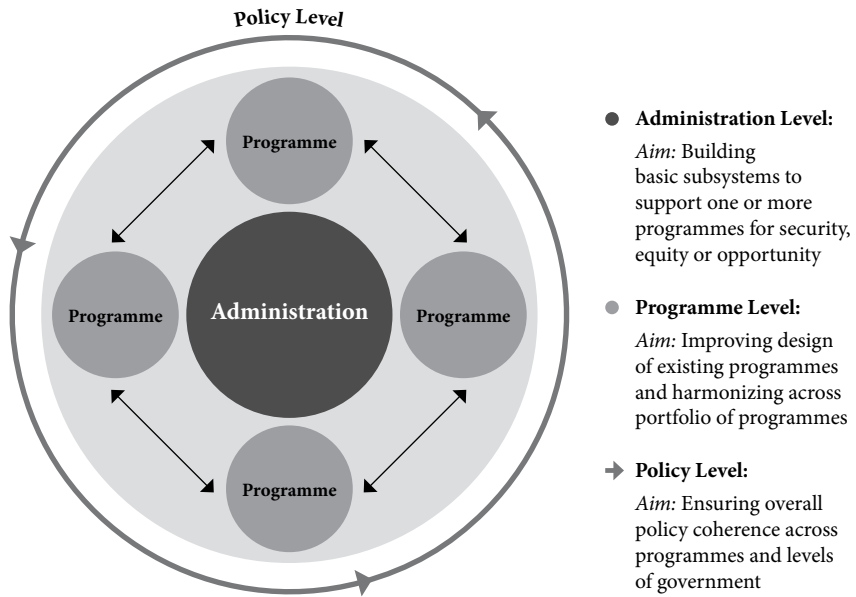 Policy Level
Programme
Programme
Administration
Programme
Programme
Administration Level:
Aim: Building
basic subsystems to
support one or more
programmes for security,
equity or opportunity
Programme Level:
Aim: Improving design
of existing programmes
and harmonizing across
portfolio of programmes
Policy Level:
Aim: Ensuring overall
policy coherence across
programmes and levels
of government